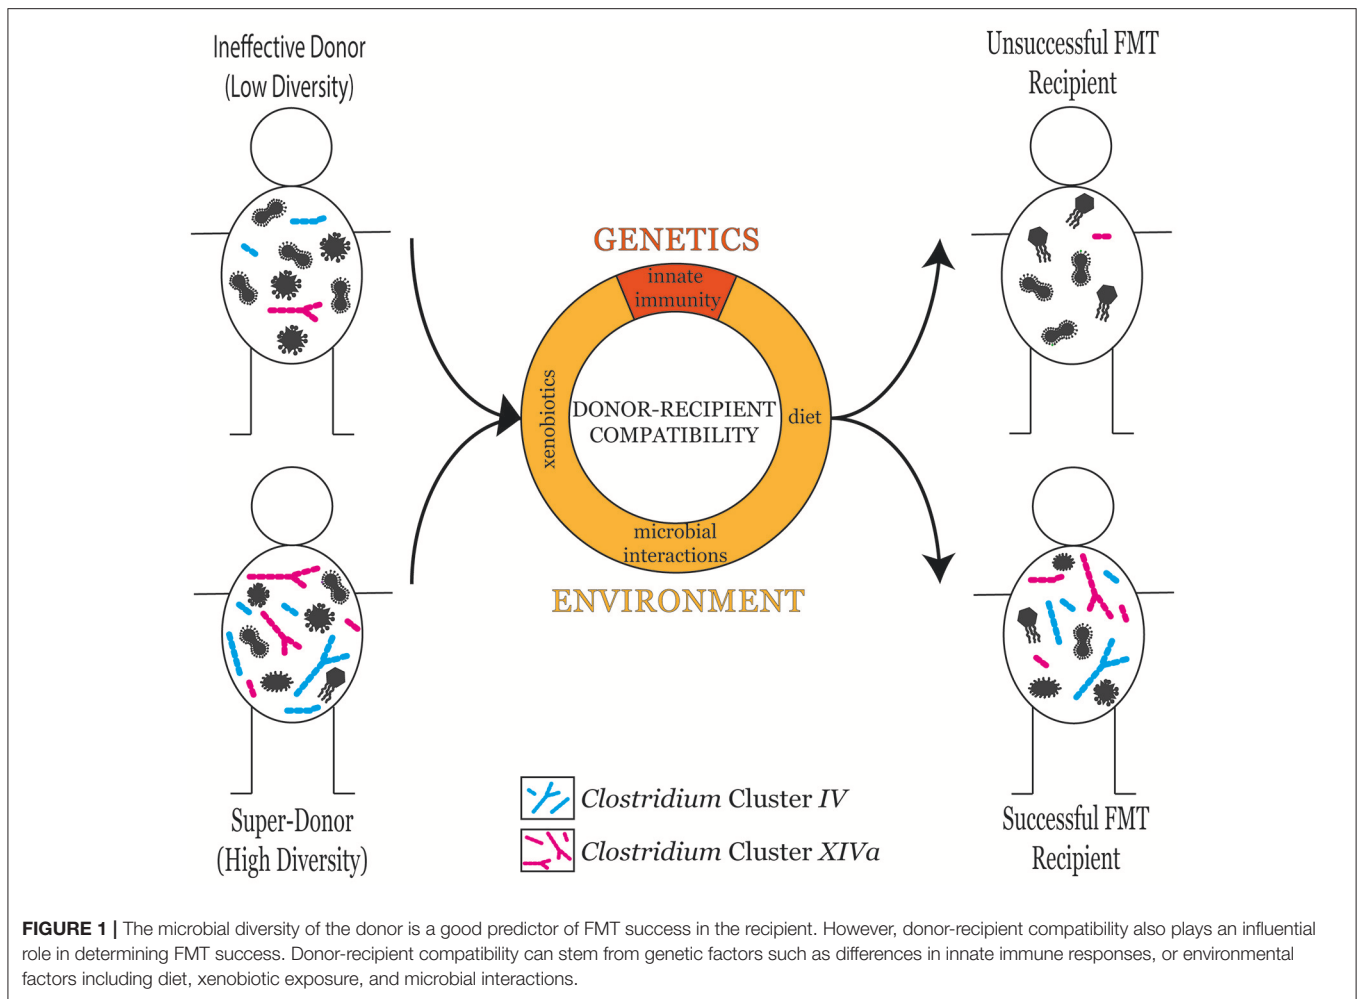 Ineffective Donor
(Low Diversity)
Unsuccessful FMT
Recipient
GENETICS
innate
immunity
xenobiotics
DONOR-RECIPIENT
COMPATIBILITY
diet
microbial
interactions
ENVIRONMENT
Super-Donor
(High Diversity)
Clostridium Cluster IV
Clostridium Cluster XIVa
Successful FMT
Recipient
FIGURE 1 | The microbial diversity of the donor is a good predictor of FMT success in the recipient. However, donor-recipient compatibility also plays an influential
role in determining FMT success. Donor-recipient compatibility can stem from genetic factors such as differences in innate immune responses, or environmental
factors including diet, xenobiotic exposure, and microbial interactions.